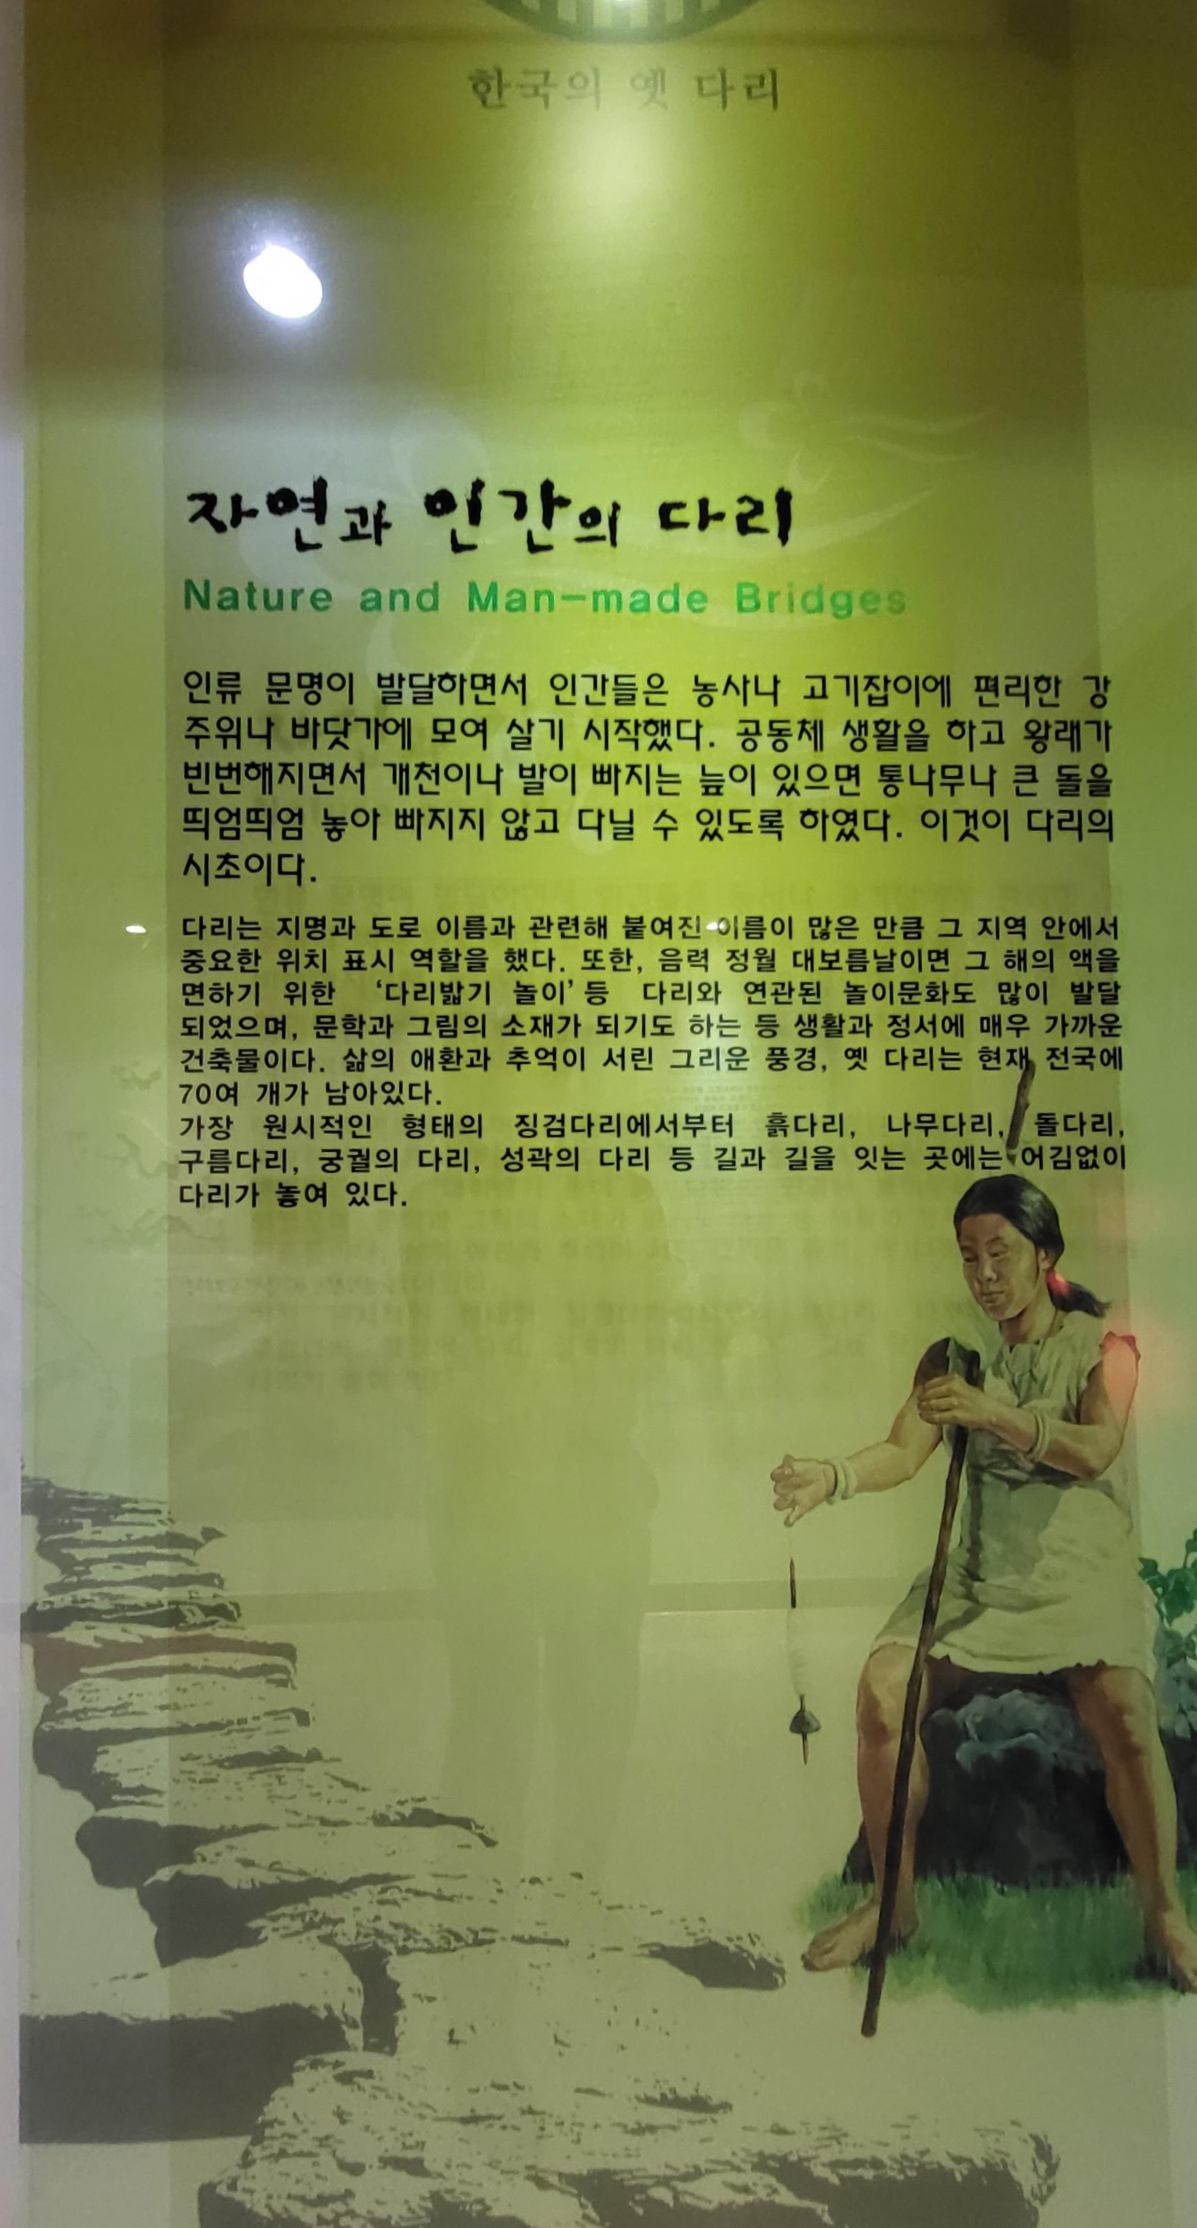 한국의 옛 다리
자연과 인간의 다리
Nature and Man-made Bridges
인류 문명이 발달하면서 인간들은 농사나 고기잡이에 편리한 강
주위나 바닷가에 모여 살기 시작했다. 공동체 생활을 하고 왕래가
빈번해지면서 개천이나 발이 빠지는 늪이 있으면 통나무나 큰 돌을
띄엄띄엄 놓아 빠지지 않고 다닐 수 있도록 하였다. 이것이 다리의
시초이다.
다리는 지명과 도로 이름과 관련해 붙여진 이름이 많은 만큼 그 지역 안에서
중요한 위치 표시 역할을 했다. 또한, 음력 정월 대보름날이면 그 해의 액을
면하기 위한 '다리밟기 놀이' 등 다리와 연관된 놀이문화도 많이 발달
되었으며, 문학과 그림의 소재가 되기도 하는 등 생활과 정서에 매우 가까운
건축물이다. 삶의 애환과 추억이 서린 그리운 풍경, 옛 다리는 현재 전국에
70여 개가 남아있다.
가장 원시적인 형태의 징검다리에서부터 흙다리, 나무다리, 돌다리,
구름다리, 궁궐의 다리, 성곽의 다리 등 길과 길을 잇는 곳에는 어김없이
다리가 놓여 있다.